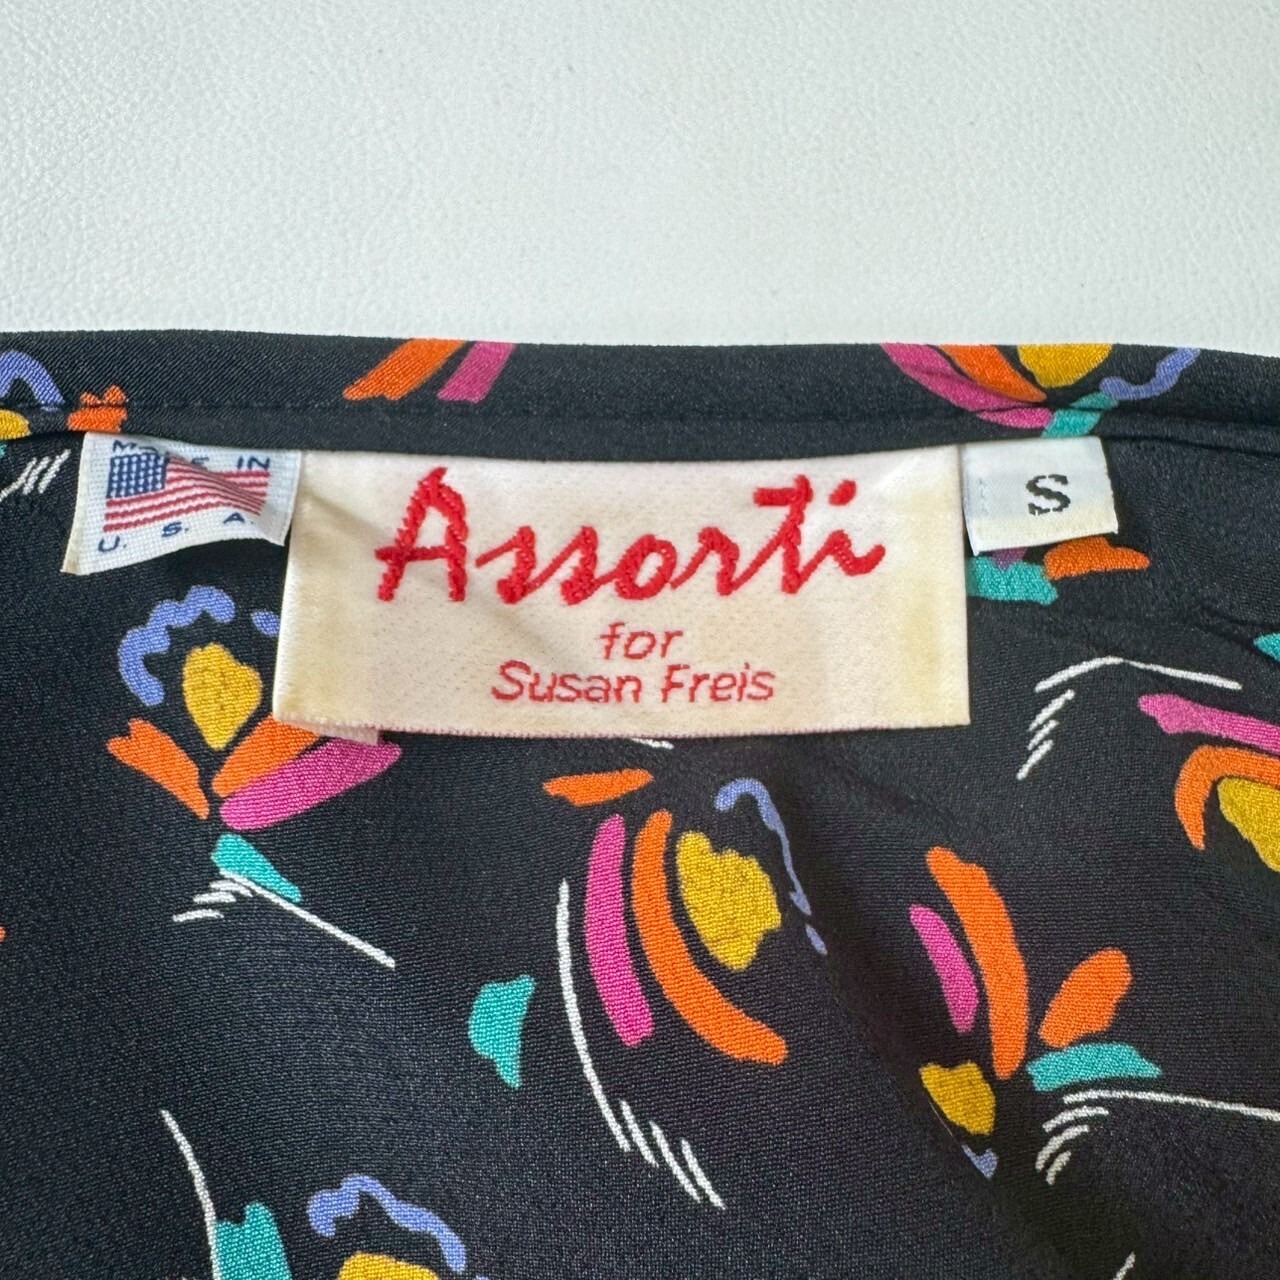 MADE IN
U. S. A.
Assorti
for
Susan Freis
S